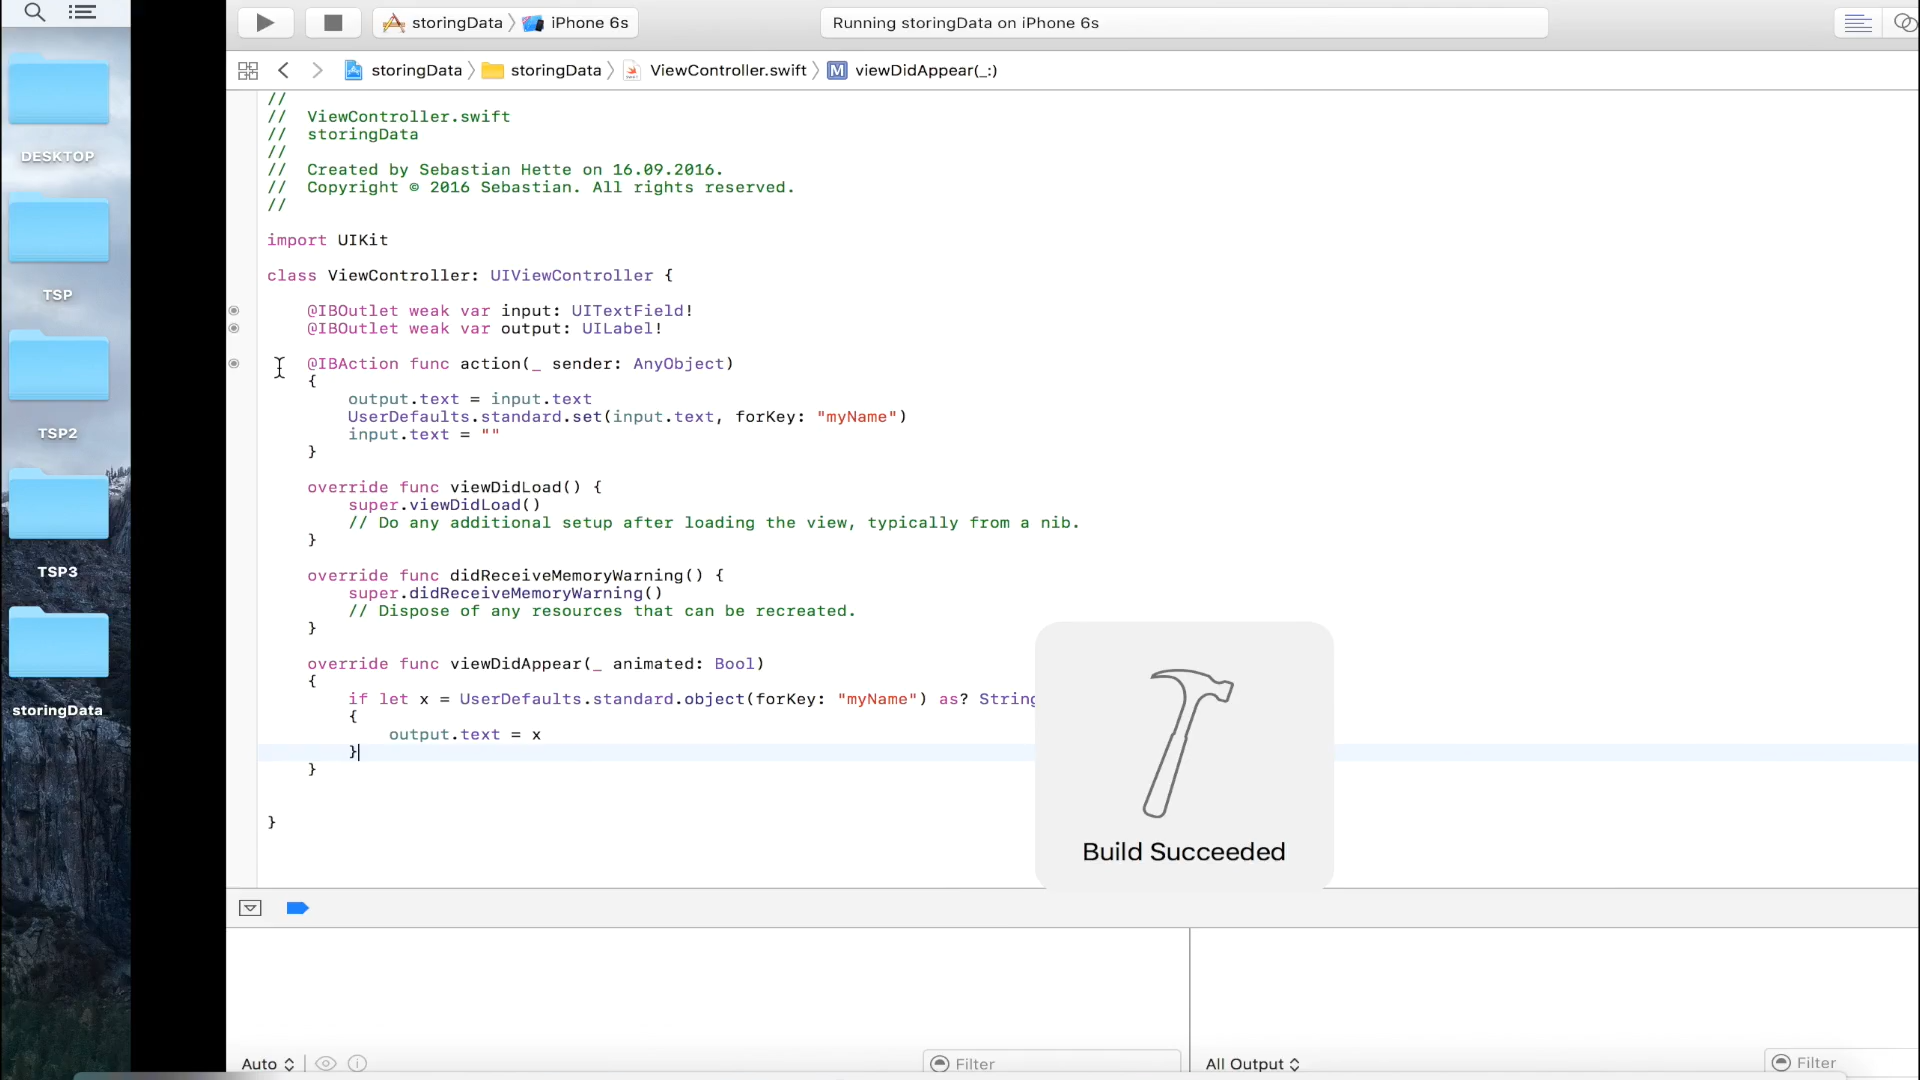 storingData
iPhone 6s
Running storingData on iPhone 6s
storingData
storingData
ViewController.swift
M
viewDidAppear(_:)
DESKTOP
TSP
TSP2
TSP3
storingData
//
//  ViewController.swift
//  storingData
//
//  Created by Sebastian Hette on 16.09.2016.
//  Copyright © 2016 Sebastian. All rights reserved.
//
import UIKit
class ViewController: UIViewController {
@IBOutlet weak var input: UITextField!
@IBOutlet weak var output: UILabel!
@IBAction func action(_ sender: AnyObject)
{
output.text = input.text
UserDefaults.standard.set(input.text, forKey: "myName")
input.text = ""
}
override func viewDidLoad() {
super.viewDidLoad()
// Do any additional setup after loading the view, typically from a nib.
}
override func didReceiveMemoryWarning() {
super.didReceiveMemoryWarning()
// Dispose of any resources that can be recreated.
}
override func viewDidAppear(_ animated: Bool)
{
if let x = UserDefaults.standard.object(forKey: "myName") as? String
{
output.text = x
}
}
}
Build Succeeded
Auto
Filter
All Output
Filter